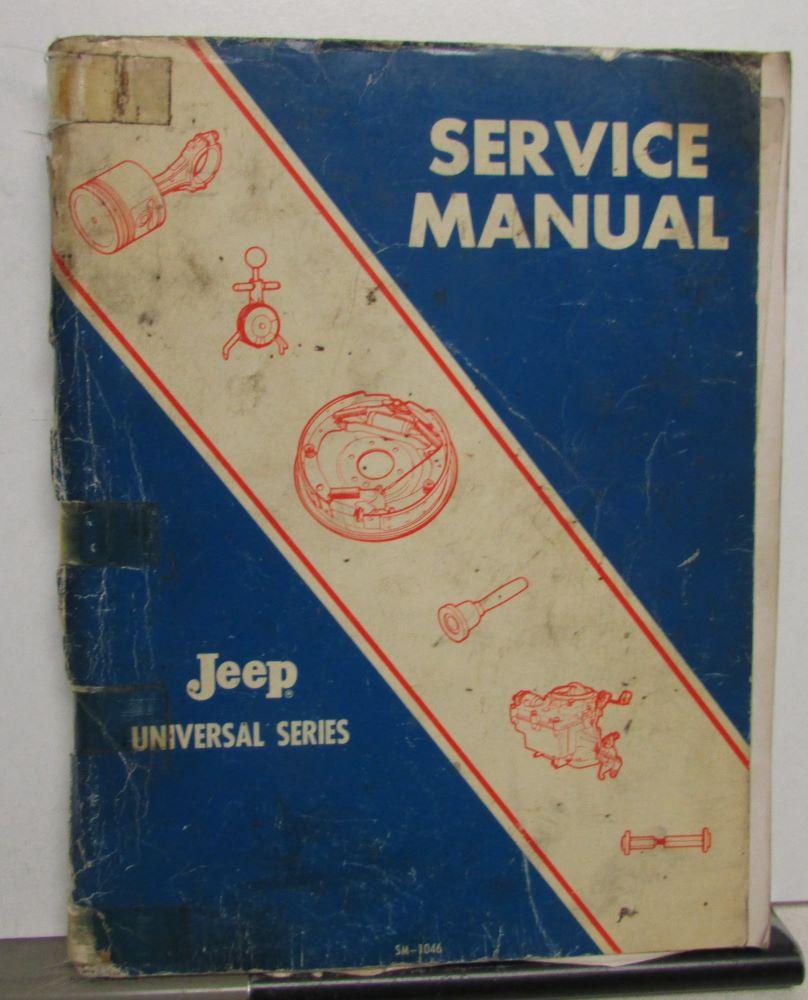 SERVICE
MANUAL
Jeep®
UNIVERSAL SERIES
SM-1046